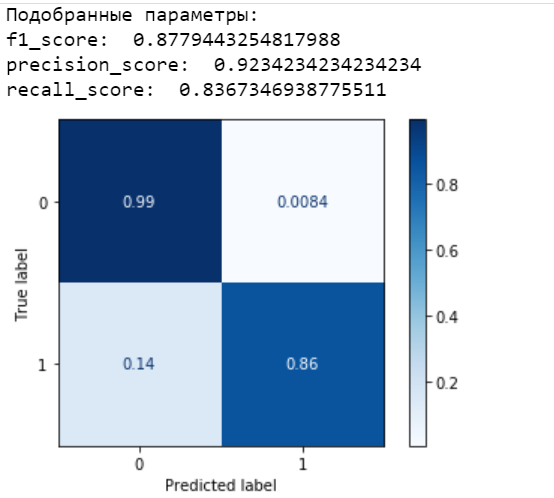 Подобранные параметры:
f1_score:  0.8779443254817988
precision_score:  0.9234234234234234
recall_score:  0.8367346938775511
0.8
0 0.99 0.0084
0.6
True label
0.4
1 0.14 0.86
0.2
0 1
Predicted label